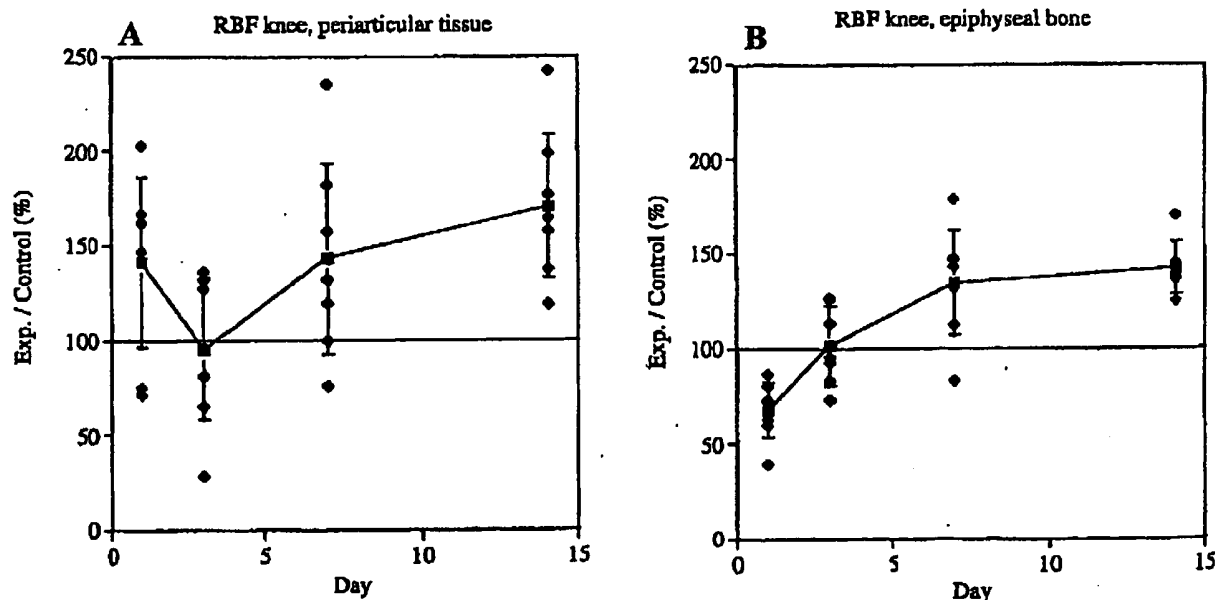 A RBF knee, periarticular tissue
250
200
150
100
50
0
Exp. / Control (%)
0 5 10 15
Day
B RBF knee, epiphyseal bone
250
200
150
100
50
0
Exp. / Control (%)
0 5 10 15
Day